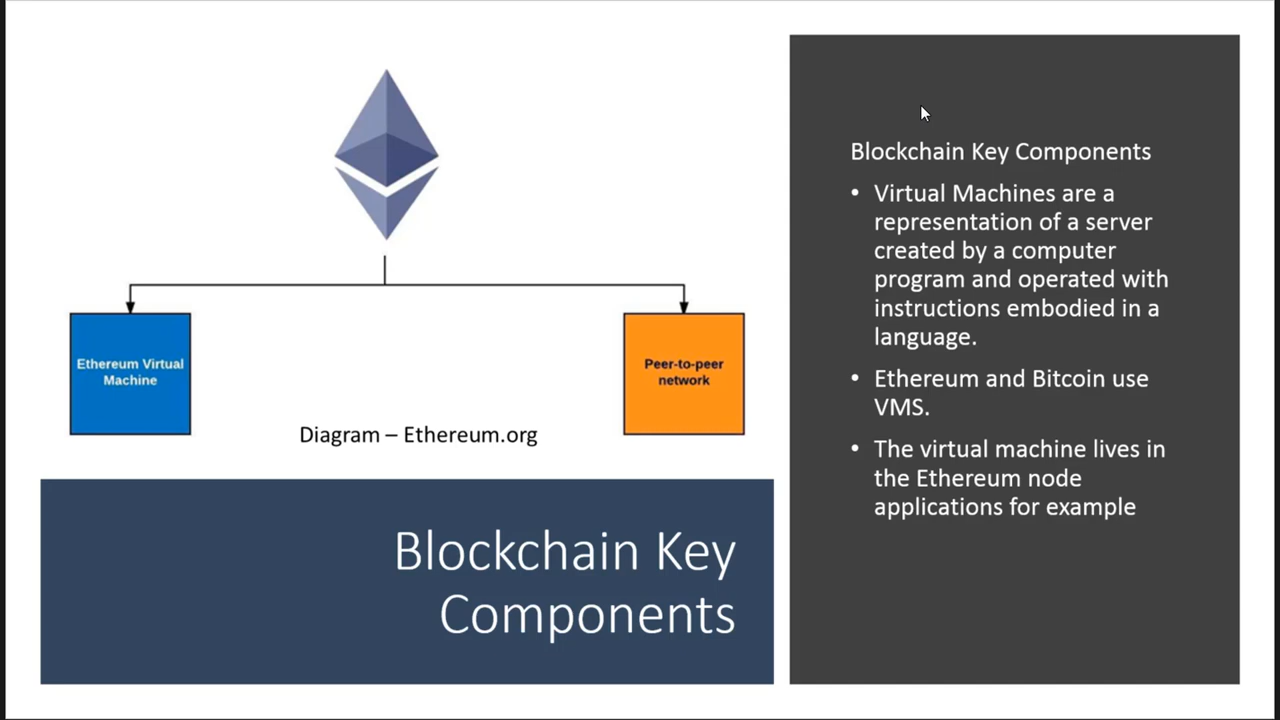 Ethereum Virtual
Machine
Peer-to-peer
network
Diagram – Ethereum.org
Blockchain Key
Components
Blockchain Key Components
• Virtual Machines are a
representation of a server
created by a computer
program and operated with
instructions embodied in a
language.
• Ethereum and Bitcoin use
VMS.
• The virtual machine lives in
the Ethereum node
applications for example